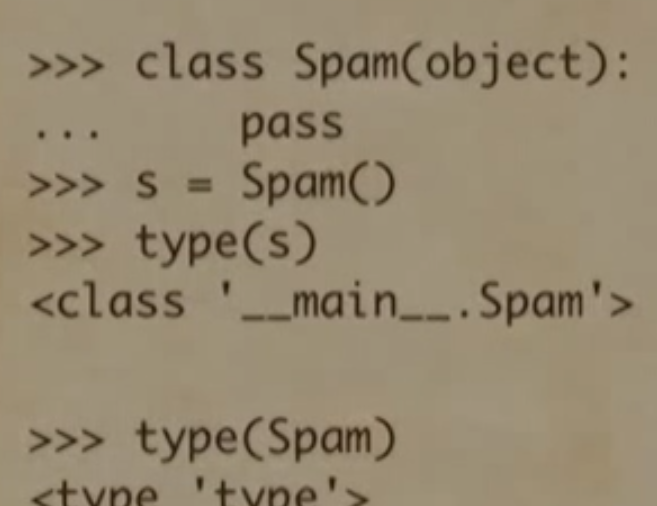 >>> class Spam(object):
...     pass
>>> s = Spam()
>>> type(s)
<class '__main__.Spam'>
>>> type(Spam)
<type 'type'>